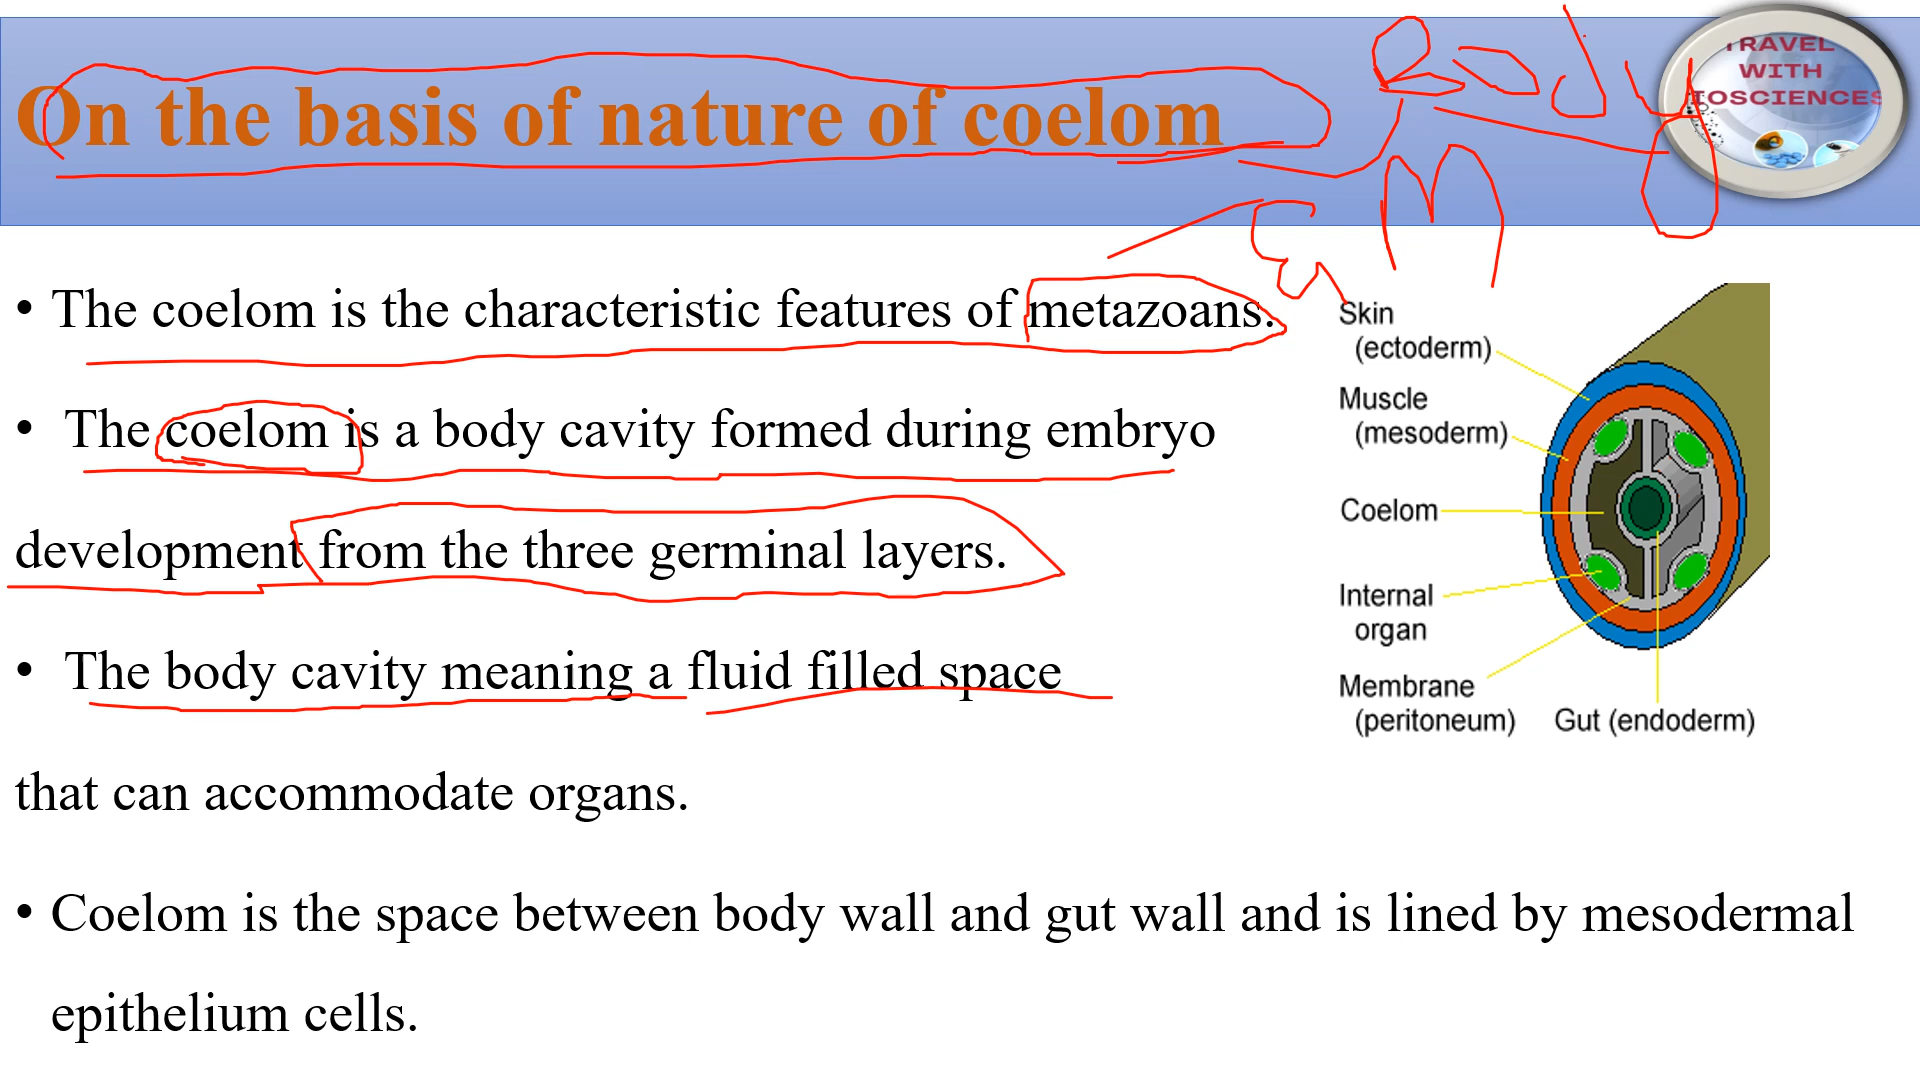 On the basis of nature of coelom
Body
TRAVEL
WITH
IOSCIENCES
• The coelom is the characteristic features of metazoans.
• The coelom is a body cavity formed during embryo
development from the three germinal layers.
• The body cavity meaning a fluid filled space
that can accommodate organs.
• Coelom is the space between body wall and gut wall and is lined by mesodermal
epithelium cells.
Skin
(ectoderm)
Muscle
(mesoderm)
Coelom
Internal
organ
Membrane
(peritoneum)
Gut (endoderm)